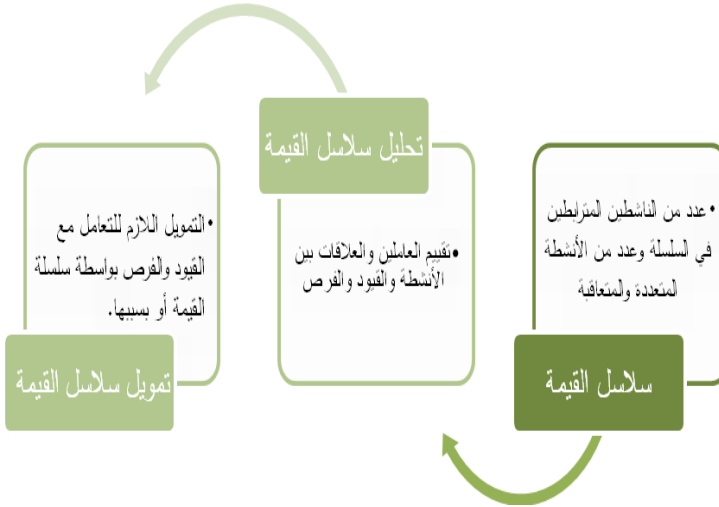 • عدد من الناشطين المترابطين
في السلسلة وعدد من الأنشطة
المتعددة والمتعاقبة
سلاسل القيمة
تحليل سلاسل القيمة
•تقييم العاملين والعلاقات بين
الأنشطة والقيود والفرص
•التمويل اللازم للتعامل مع
القيود والفرص بواسطة سلسلة
القيمة أو بسببها.
تمويل سلاسل القيمة